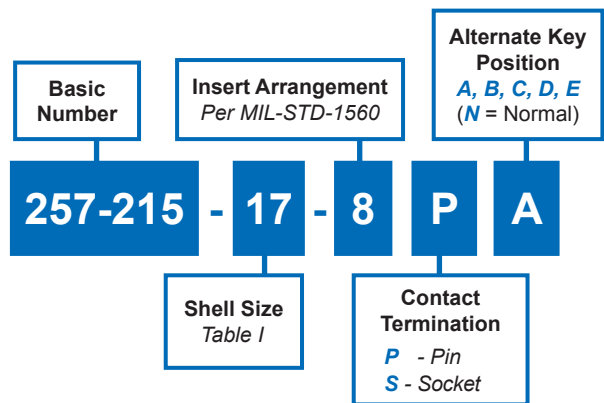 Basic
Number
Insert Arrangement
Per MIL-STD-1560
Alternate Key
Position
A, B, C, D, E
(N = Normal)
257-215 - 17 - 8 P A
Shell Size
Table I
Contact
Termination
P - Pin
S - Socket